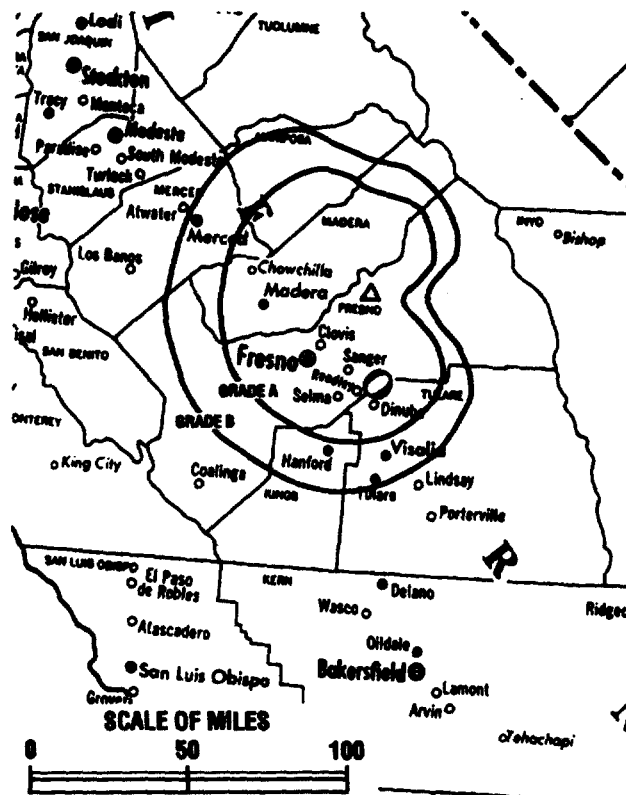 Lodi
SAN JOAQUIN
TUOLUMNE
Stockton
Tracy
Manteca
Modesto
Paradise
South Modesto
MARIPOSA
Turlock
STANISLAUS
MERCED
Atwater
Merced
MADERA
INYO
Bishop
Los Banos
Gilroy
Chowchilla
Madera
FRESNO
Hollister
Clovis
SAN BENITO
Fresno
Sanger
Reedley
GRADE A
Selma
TULARE
Dinuba
GRADE B
MONTEREY
Visalia
Hanford
King City
Coalinga
KINGS
Tulare
Lindsay
Porterville
R
SAN LUIS OBISPO
El Paso
de Robles
KERN
Delano
Wasco
Ridgec
Atascadero
Oildale
San Luis Obispo
Bakersfield
Lamont
Arvin
Tehachapi
SCALE OF MILES
0 50 100